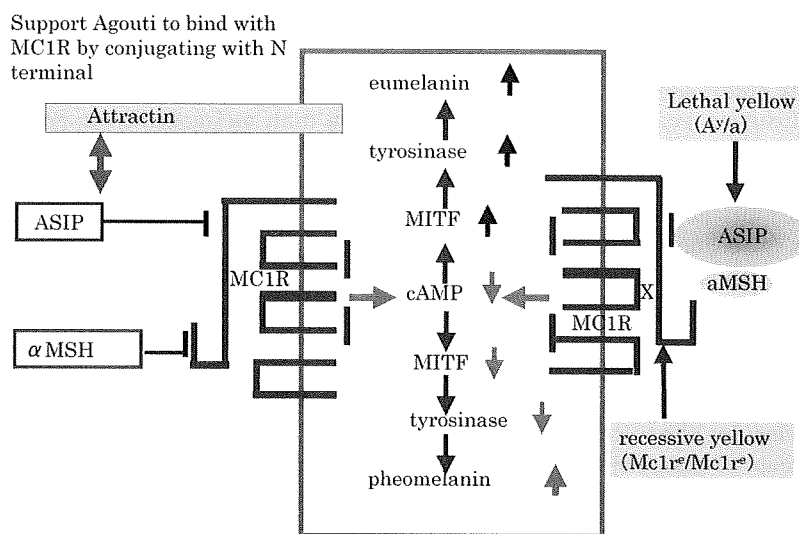 Support Agouti to bind with
MC1R by conjugating with N
terminal
Attractin
ASIP
αMSH
MC1R
eumelanin
tyrosinase
MITF
cAMP
MITF
tyrosinase
pheomelanin
MC1R
X
Lethal yellow
(Aʸ/a)
ASIP
aMSH
recessive yellow
(Mc1rᵉ/Mc1rᵉ)